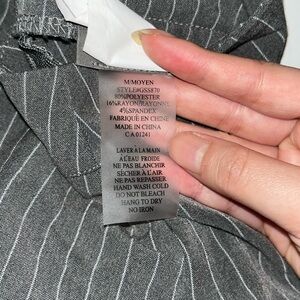 M/MOYEN
STYLE#GSS870
80%POLYESTER
16%RAYON/RAYONNE
4%SPANDEX
FABRIQUÉ EN CHINE
MADE IN CHINA
CA 01241
LAVER A LA MAIN
A L'EAU FROIDE
NE PAS BLANCHIR
SÉCHER À L'AIR
NE PAS REPASSER
HAND WASH COLD
DO NOT BLEACH
HANG TO DRY
NO IRON